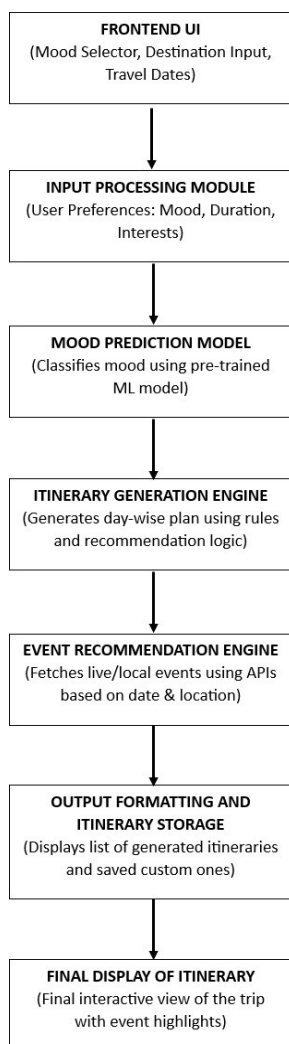 FRONTEND UI
(Mood Selector, Destination Input,
Travel Dates)
INPUT PROCESSING MODULE
(User Preferences: Mood, Duration,
Interests)
MOOD PREDICTION MODEL
(Classifies mood using pre-trained
ML model)
ITINERARY GENERATION ENGINE
(Generates day-wise plan using rules
and recommendation logic)
EVENT RECOMMENDATION ENGINE
(Fetches live/local events using APIs
based on date & location)
OUTPUT FORMATTING AND
ITINERARY STORAGE
(Displays list of generated itineraries
and saved custom ones)
FINAL DISPLAY OF ITINERARY
(Final interactive view of the trip
with event highlights)